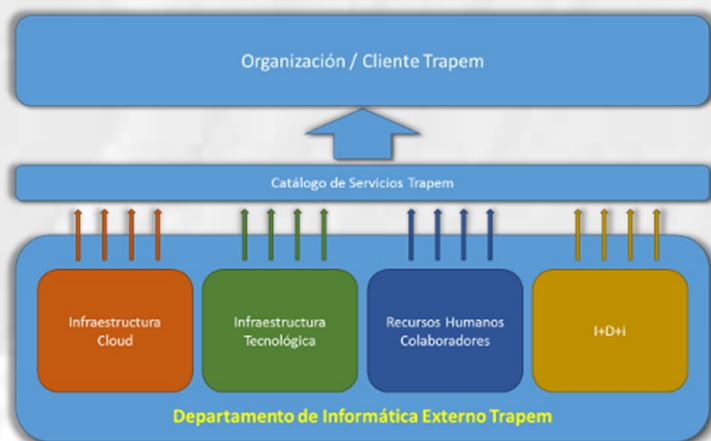 Organización / Cliente Trapem
Catálogo de Servicios Trapem
Infraestructura
Cloud
Infraestructura
Tecnológica
Recursos Humanos
Colaboradores
I+D+i
Departamento de Informática Externo Trapem